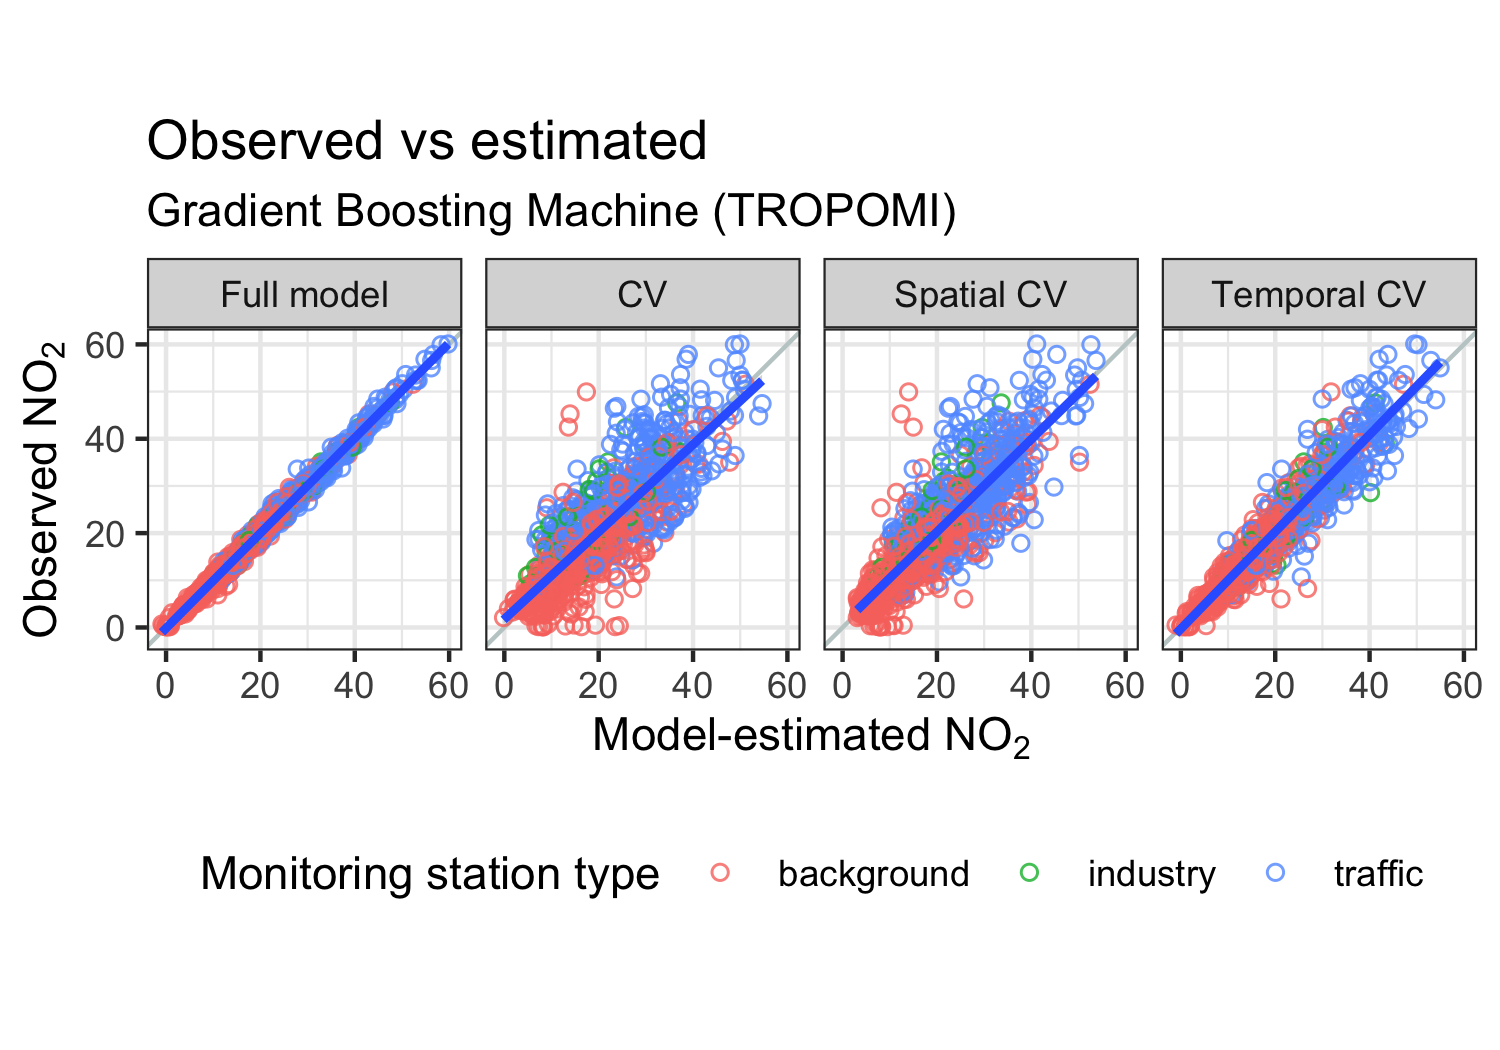 Observed vs estimated
Gradient Boosting Machine (TROPOMI)
Full model CV Spatial CV Temporal CV
Observed NO₂
60
40
20
0
0 20 40 60 0 20 40 60 0 20 40 60 0 20 40 60
Model-estimated NO₂
Monitoring station type background industry traffic